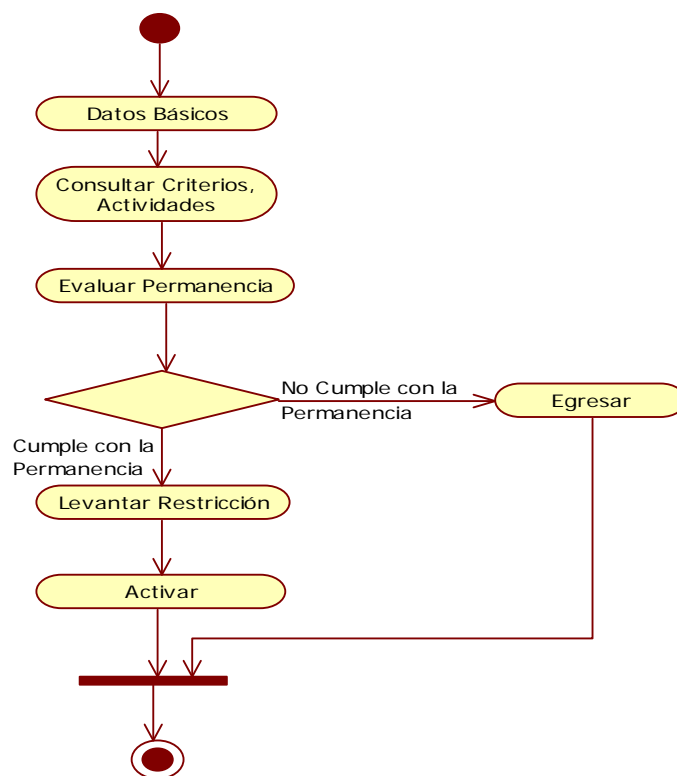 Datos Básicos
Consultar Criterios,
Actividades
Evaluar Permanencia
No Cumple con la
Permanencia
Egresar
Cumple con la
Permanencia
Levantar Restricción
Activar